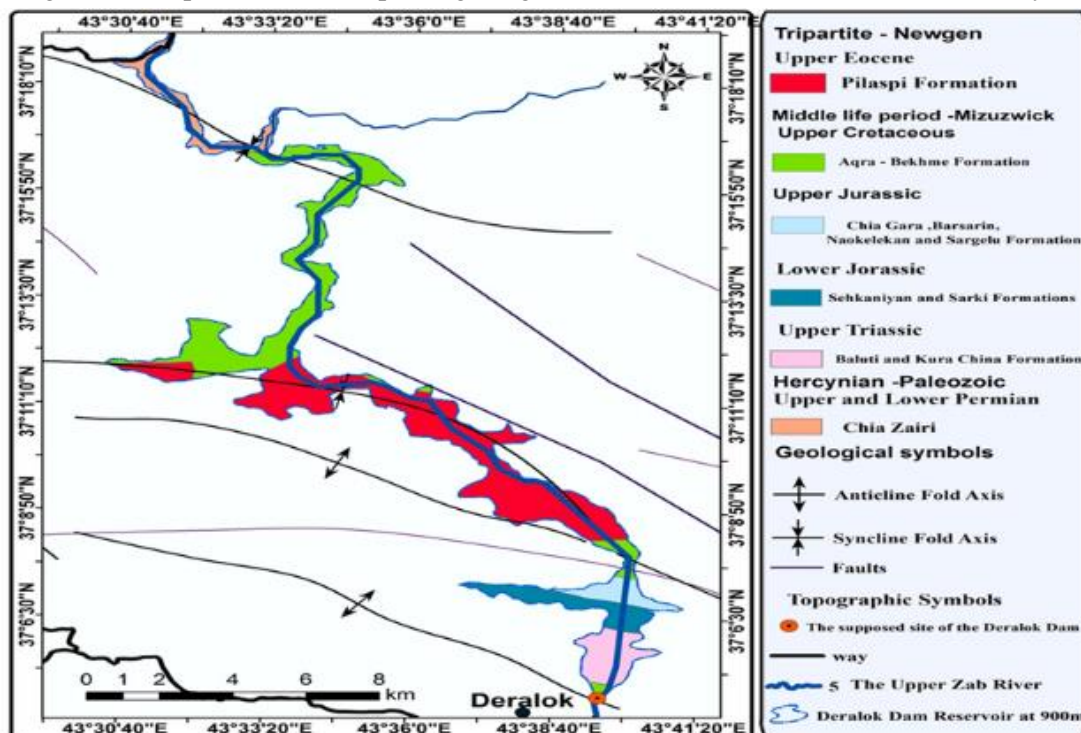 43°30'40"E 43°33'20"E 43°36'0"E 43°38'40"E 43°41'20"E
N
W E
S
37°18'10"N
37°15'50"N
37°13'30"N
37°11'10"N
37°8'50"N
37°6'30"N
37°18'10"N
37°15'50"N
37°13'30"N
37°11'10"N
37°8'50"N
37°6'30"N
0 1 2 4 6 8
km
Deralok
43°30'40"E 43°33'20"E 43°36'0"E 43°38'40"E 43°41'20"E
Tripartite - Newgen
Upper Eocene
Pilaspi Formation
Middle life period -Mizuzwick
Upper Cretaceous
Aqra - Bekhme Formation
Upper Jurassic
Chia Gara ,Barsarin,
Naokelekan and Sargelu Formation
Lower Jorassic
Sehkaniyan and Sarki Formations
Upper Triassic
Baluti and Kura China Formation
Hercynian -Paleozoic
Upper and Lower Permian
Chia Zairi
Geological symbols
Anticline Fold Axis
Syncline Fold Axis
Faults
Topographic Symbols
The supposed site of the Deralok Dam
way
5 The Upper Zab River
Deralok Dam Reservoir at 900m